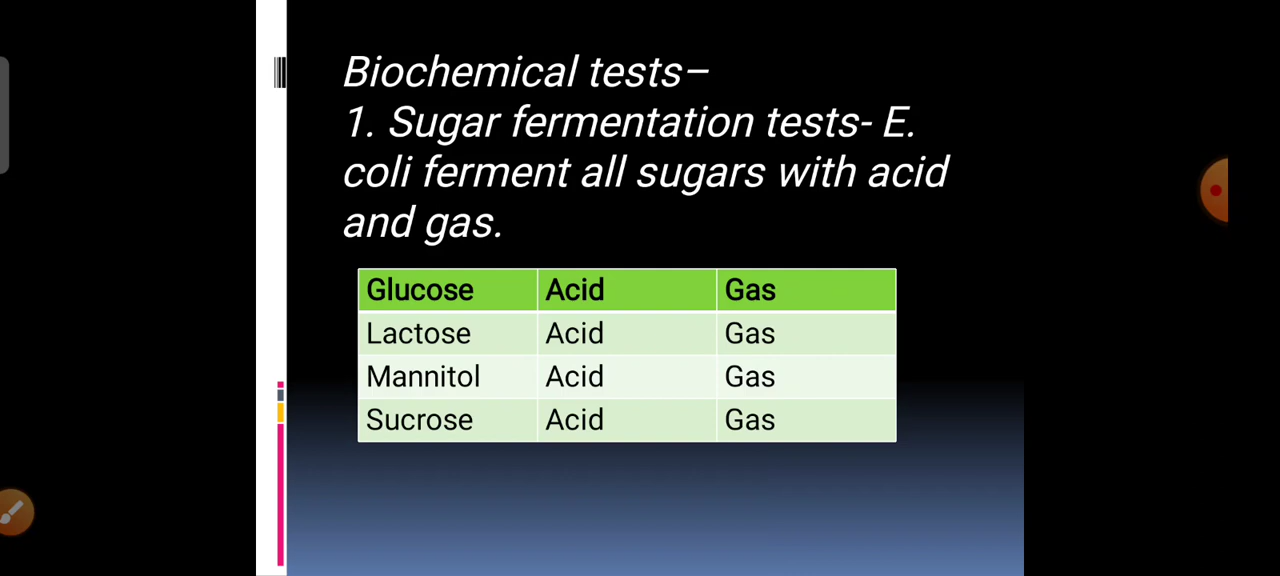 Biochemical tests–
1. Sugar fermentation tests- E.
coli ferment all sugars with acid
and gas.
Glucose Acid Gas
Lactose Acid Gas
Mannitol Acid Gas
Sucrose Acid Gas